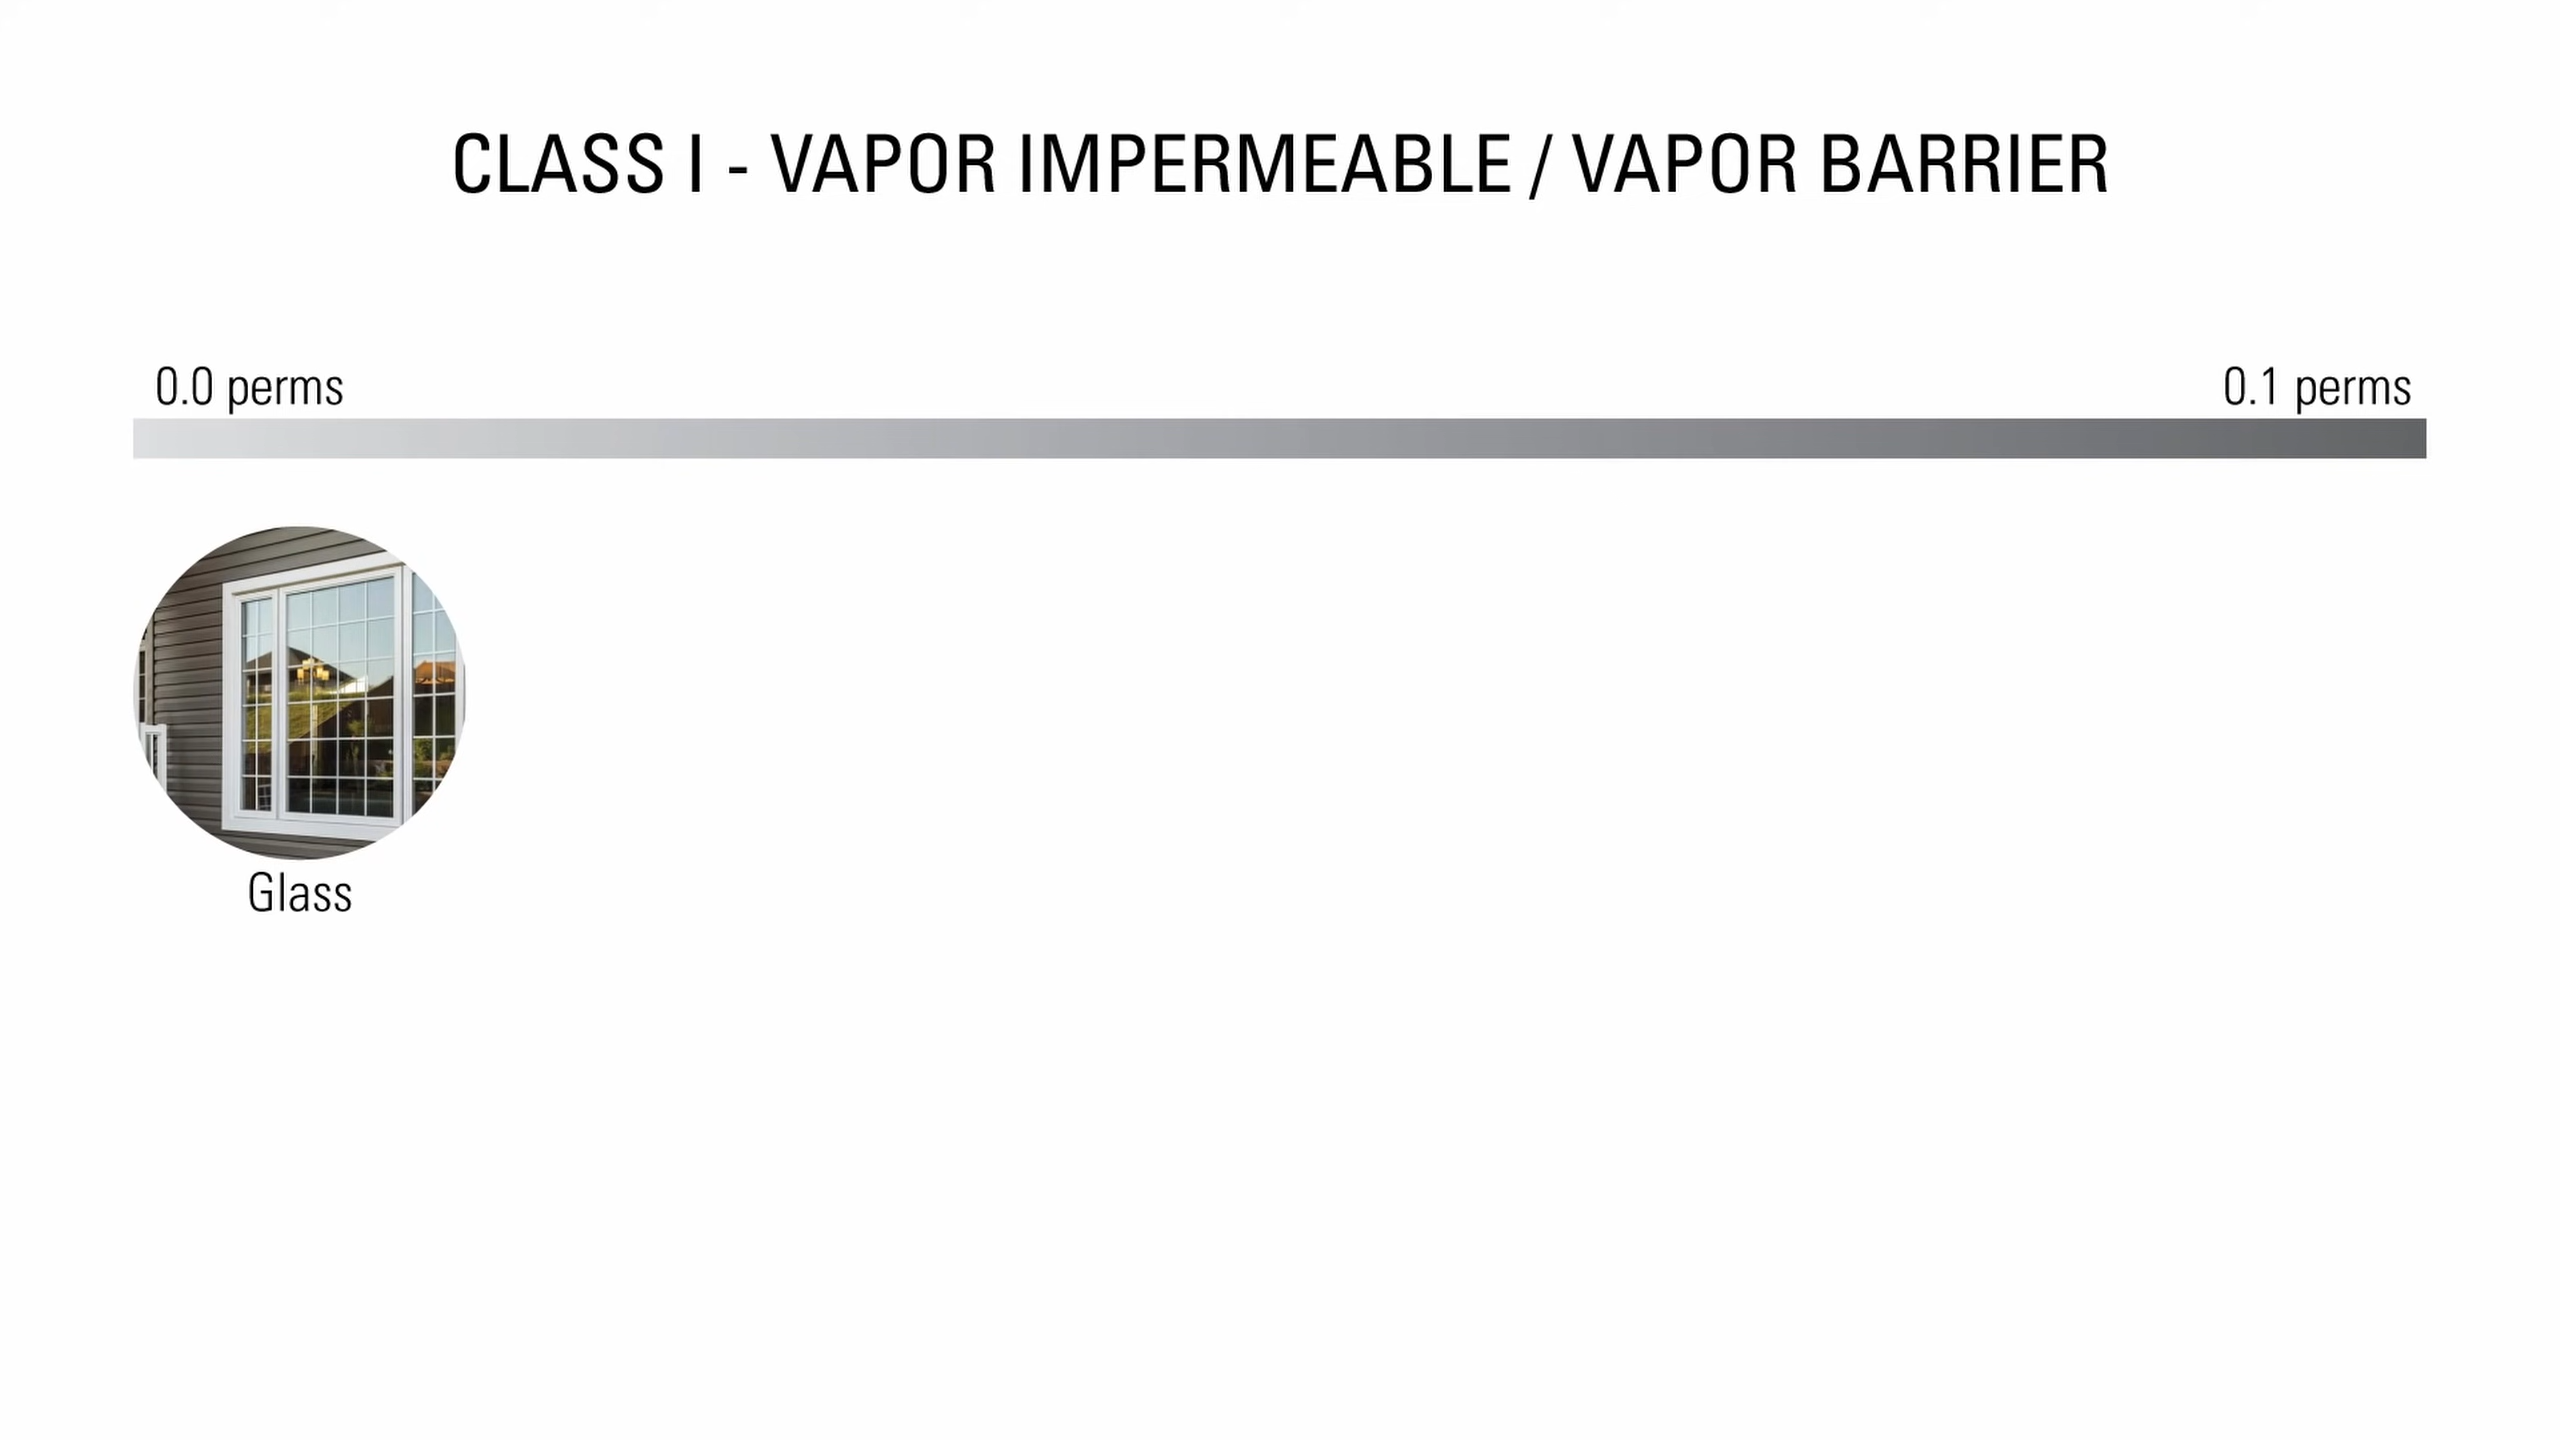 CLASS I - VAPOR IMPERMEABLE / VAPOR BARRIER
0.0 perms
0.1 perms
Glass